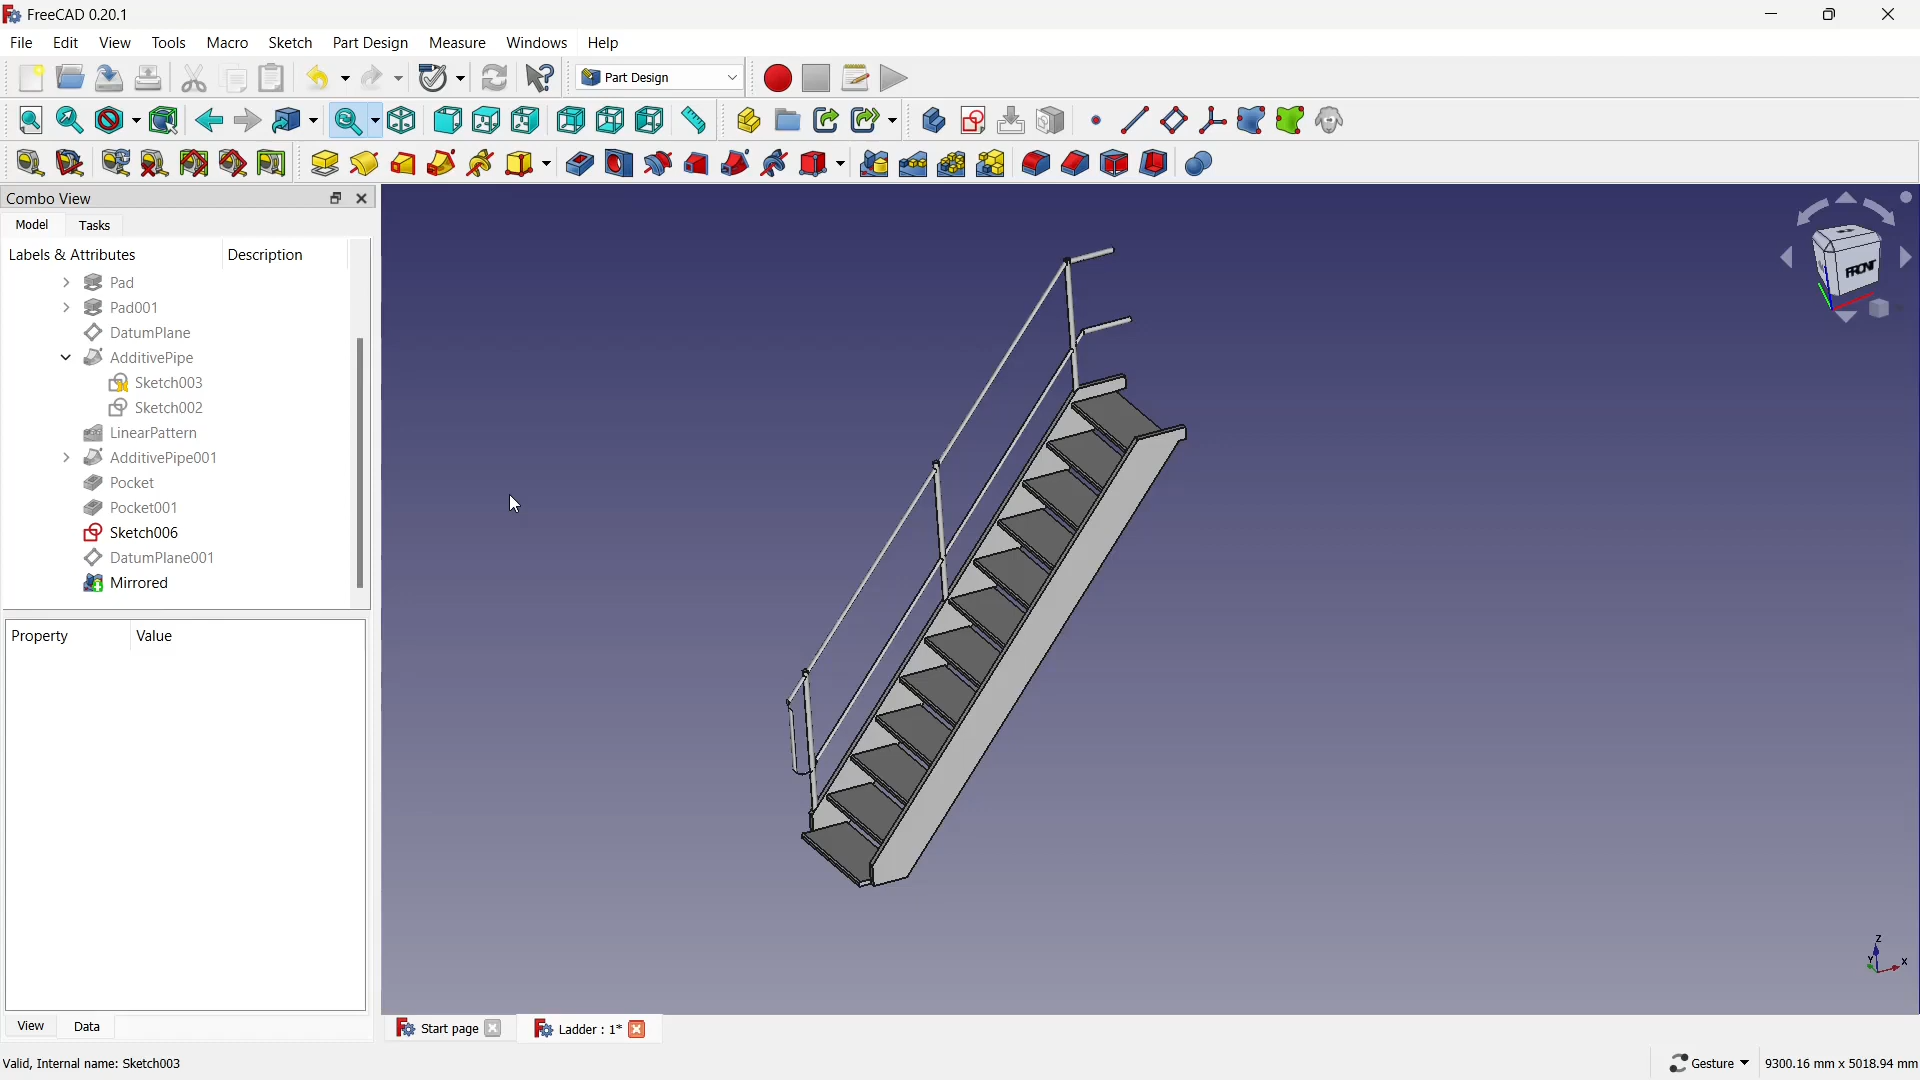 FreeCAD 0.20.1
File Edit View Tools Macro Sketch Part Design Measure Windows Help
Part Design
Combo View
Model Tasks
Labels & Attributes Description
Pad
Pad001
DatumPlane
AdditivePipe
Sketch003
Sketch002
LinearPattern
AdditivePipe001
Pocket
Pocket001
Sketch006
DatumPlane001
Mirrored
Property Value
FRONT
Z
Y X
View Data
Start page Ladder : 1*
Valid, Internal name: Sketch003
Gesture 9300.16 mm x 5018.94 mm